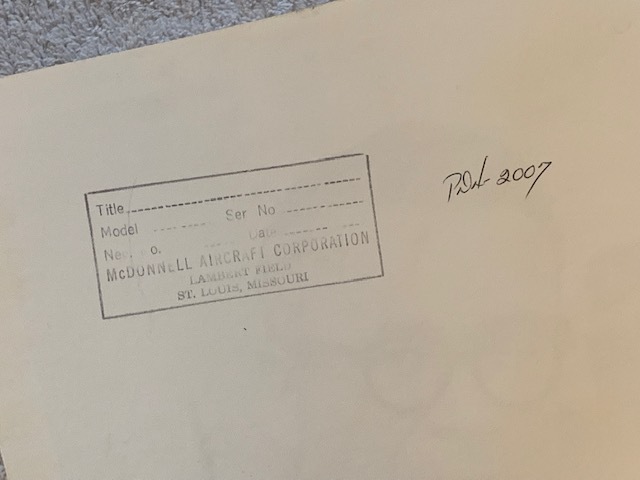 Title
Model Ser No
Date
McDONNELL AIRCRAFT CORPORATION
LAMBERT FIELD
ST. LOUIS, MISSOURI
2007